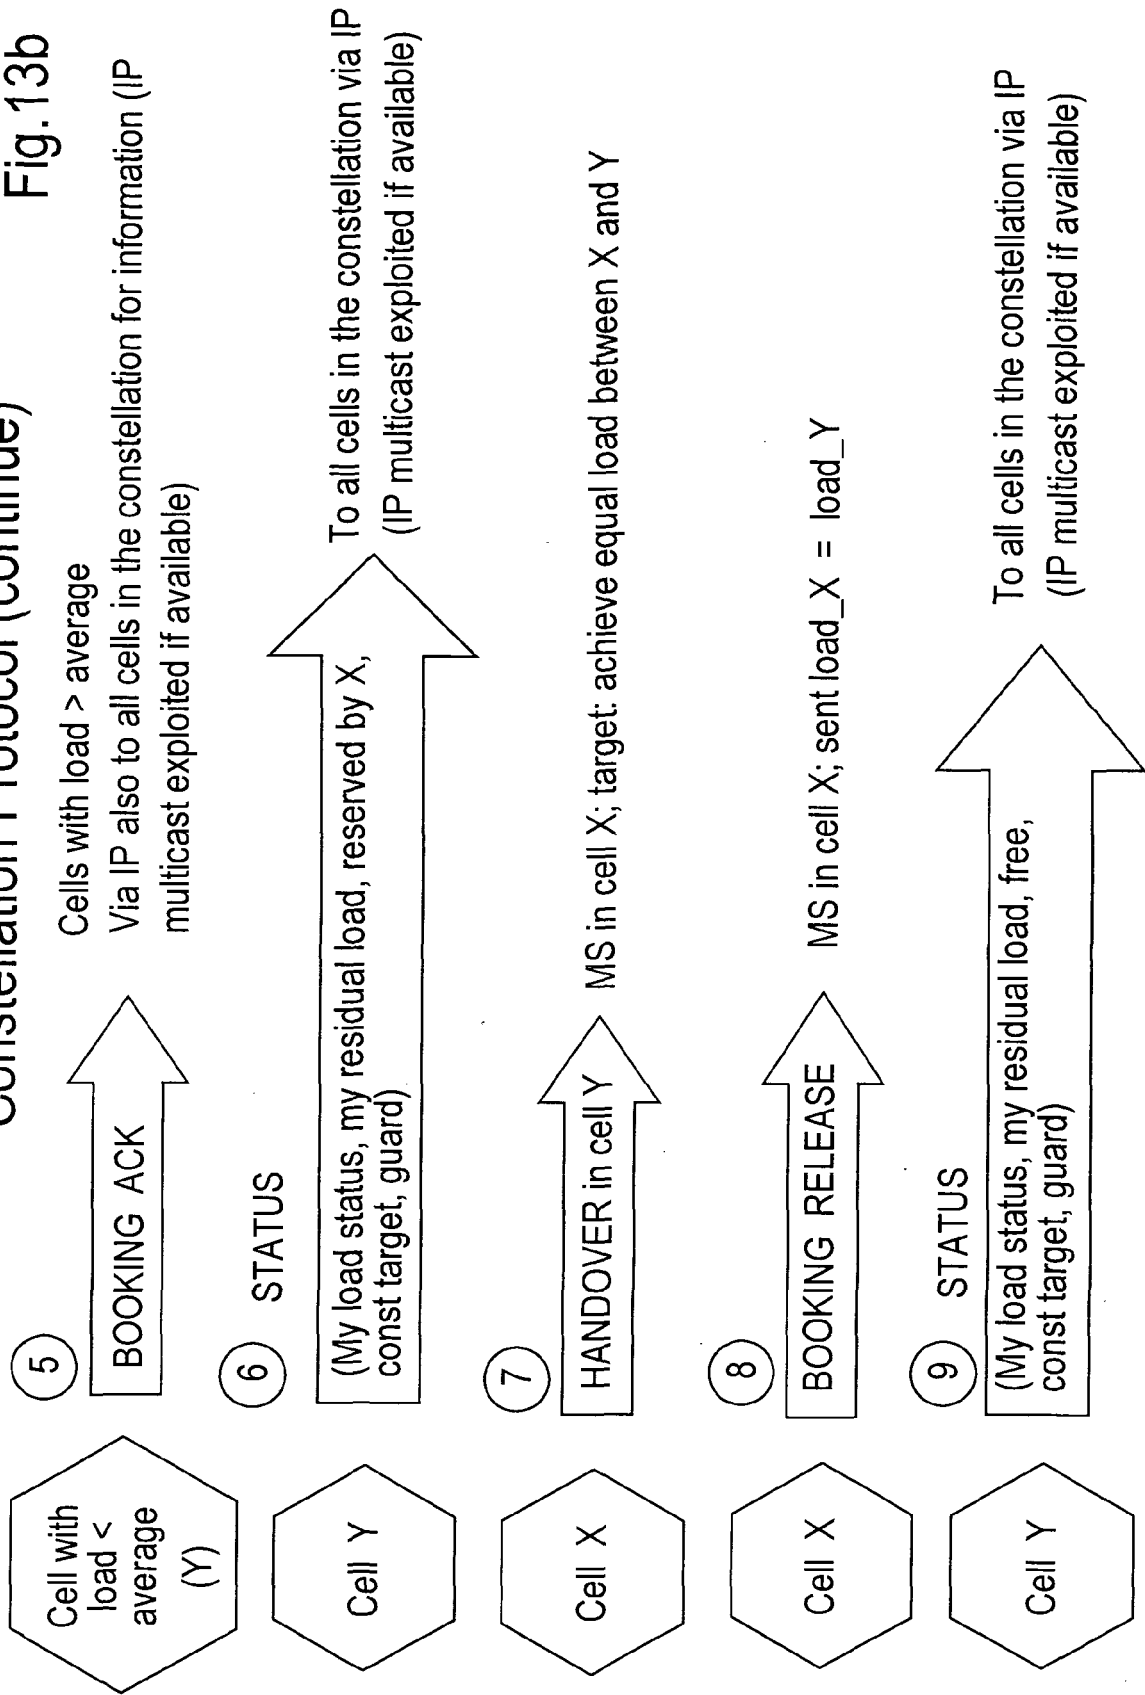 Constellation Protocol (continue)
Fig.13b
Cell with
load <
average
(Y)
5
BOOKING ACK
Cells with load > average
Via IP also to all cells in the constellation for information (IP
multicast exploited if available)
Cell Y
6
STATUS
(My load status, my residual load, reserved by X,
const target, guard)
To all cells in the constellation via IP
(IP multicast exploited if available)
Cell X
7
HANDOVER in cell Y
MS in cell X; target: achieve equal load between X and Y
Cell X
8
BOOKING RELEASE
MS in cell X; sent load_X = load_Y
Cell Y
9
STATUS
(My load status, my residual load, free,
const target, guard)
To all cells in the constellation via IP
(IP multicast exploited if available)